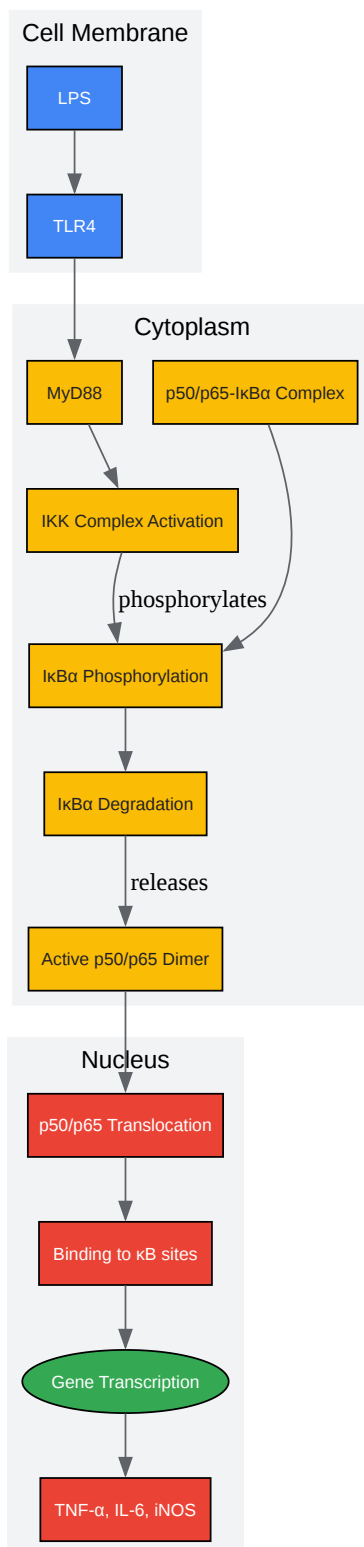 Cell Membrane
LPS
TLR4
Cytoplasm
MyD88
p50/p65-IκBα Complex
IKK Complex Activation
phosphorylates
IκBα Phosphorylation
IκBα Degradation
releases
Active p50/p65 Dimer
Nucleus
p50/p65 Translocation
Binding to κB sites
Gene Transcription
TNF-α, IL-6, iNOS